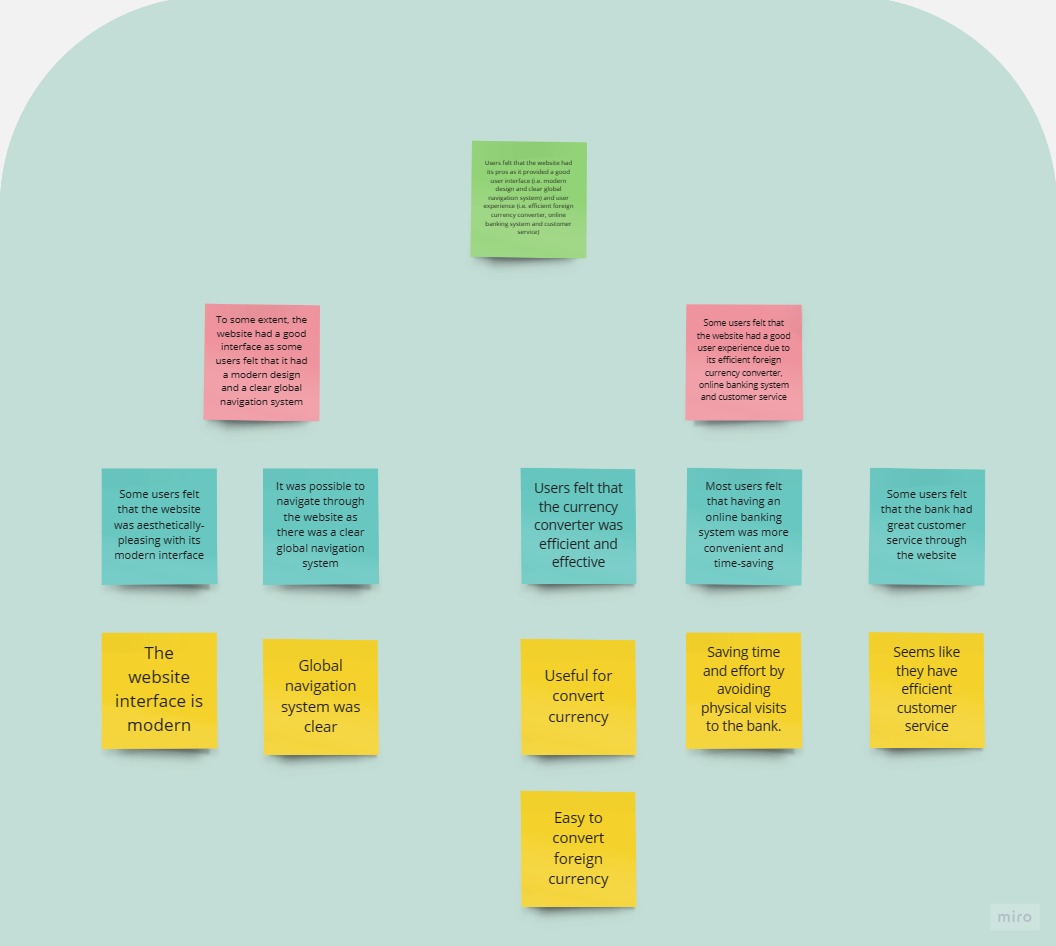 Users felt that the website had
its pros as it provided a good
user interface (i.e. modern
design and clear global
navigation system) and user
experience (i.e. efficient foreign
currency converter, online
banking system and customer
service)
To some extent, the
website had a good
interface as some
users felt that it had
a modern design
and a clear global
navigation system
Some users felt that
the website had a good
user experience due to
its efficient foreign
currency converter,
online banking system
and customer service
Some users felt
that the website
was aesthetically-
pleasing with its
modern interface
It was possible to
navigate through
the website as
there was a clear
global navigation
system
Users felt that
the currency
converter was
efficient and
effective
Most users felt
that having an
online banking
system was more
convenient and
time-saving
Some users felt
that the bank had
great customer
service through
the website
The
website
interface is
modern
Global
navigation
system was
clear
Useful for
convert
currency
Saving time
and effort by
avoiding
physical visits
to the bank.
Seems like
they have
efficient
customer
service
Easy to
convert
foreign
currency
miro